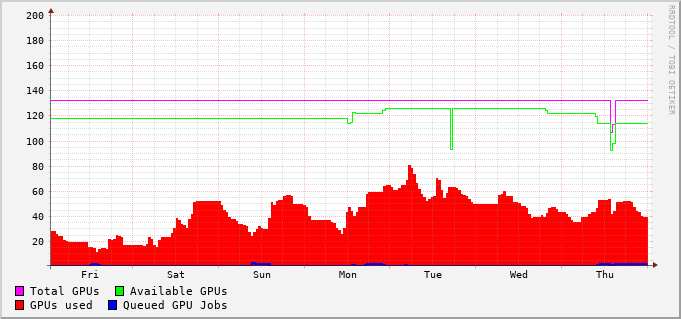 200
180
160
140
120
100
80
60
40
20
Fri Sat Sun Mon Tue Wed Thu
Total GPUs Available GPUs
GPUs used Queued GPU Jobs
RRDTOOL / TOBI OETIKER